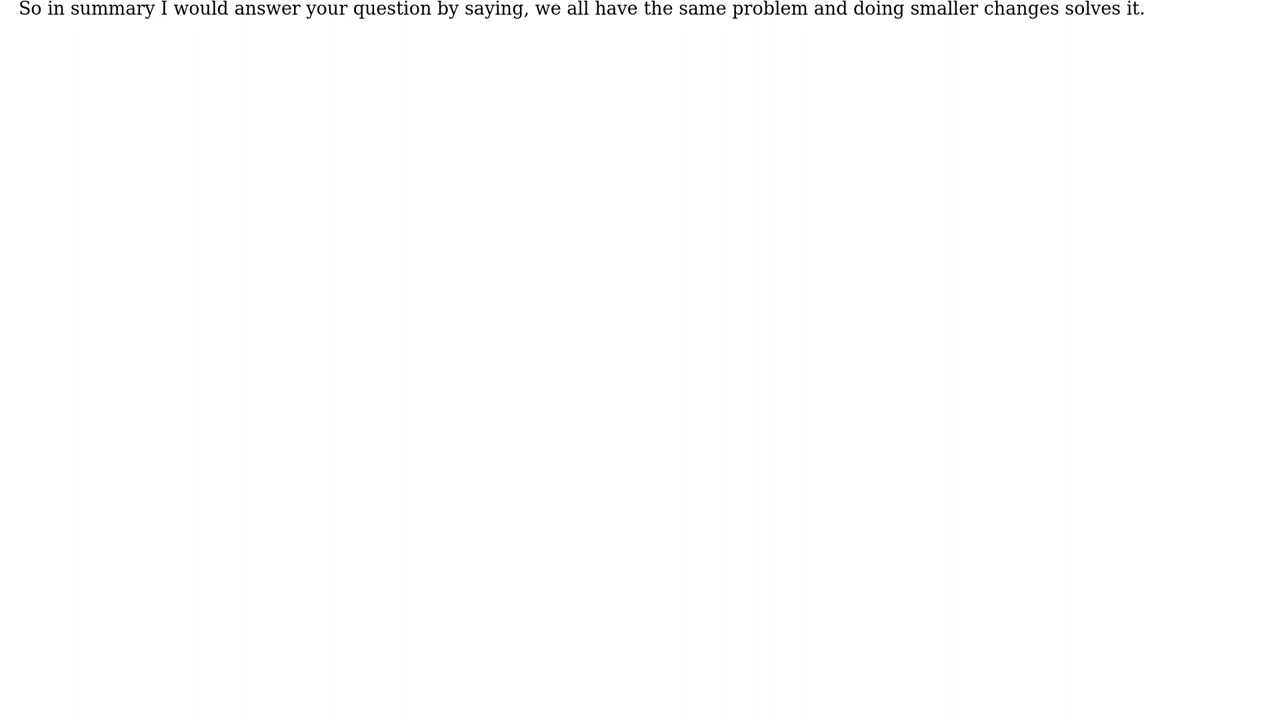 So in summary I would answer your question by saying, we all have the same problem and doing smaller changes solves it.